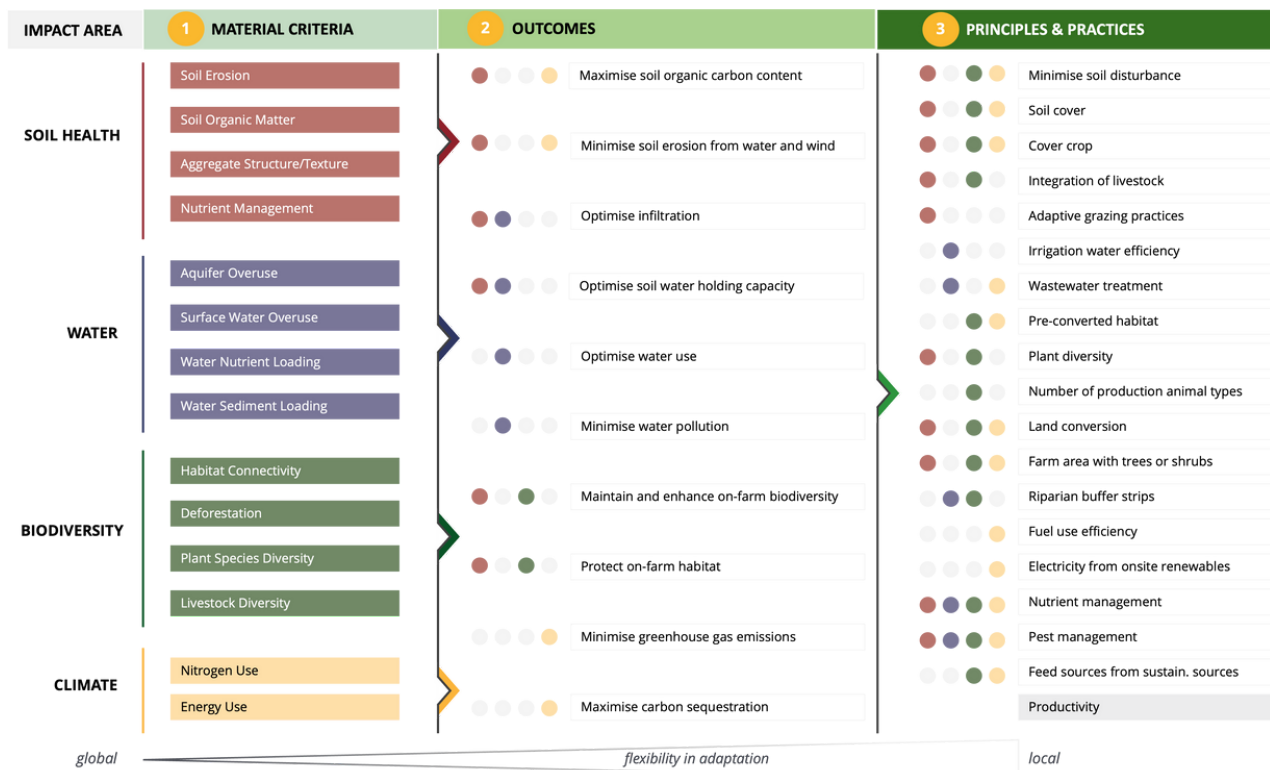 IMPACT AREA
1 MATERIAL CRITERIA
2 OUTCOMES
3 PRINCIPLES & PRACTICES
SOIL HEALTH
Soil Erosion
Soil Organic Matter
Aggregate Structure/Texture
Nutrient Management
WATER
Aquifer Overuse
Surface Water Overuse
Water Nutrient Loading
Water Sediment Loading
BIODIVERSITY
Habitat Connectivity
Deforestation
Plant Species Diversity
Livestock Diversity
CLIMATE
Nitrogen Use
Energy Use
Maximise soil organic carbon content
Minimise soil erosion from water and wind
Optimise infiltration
Optimise soil water holding capacity
Optimise water use
Minimise water pollution
Maintain and enhance on-farm biodiversity
Protect on-farm habitat
Minimise greenhouse gas emissions
Maximise carbon sequestration
Minimise soil disturbance
Soil cover
Cover crop
Integration of livestock
Adaptive grazing practices
Irrigation water efficiency
Wastewater treatment
Pre-converted habitat
Plant diversity
Number of production animal types
Land conversion
Farm area with trees or shrubs
Riparian buffer strips
Fuel use efficiency
Electricity from onsite renewables
Nutrient management
Pest management
Feed sources from sustain. sources
Productivity
global
flexibility in adaptation
local